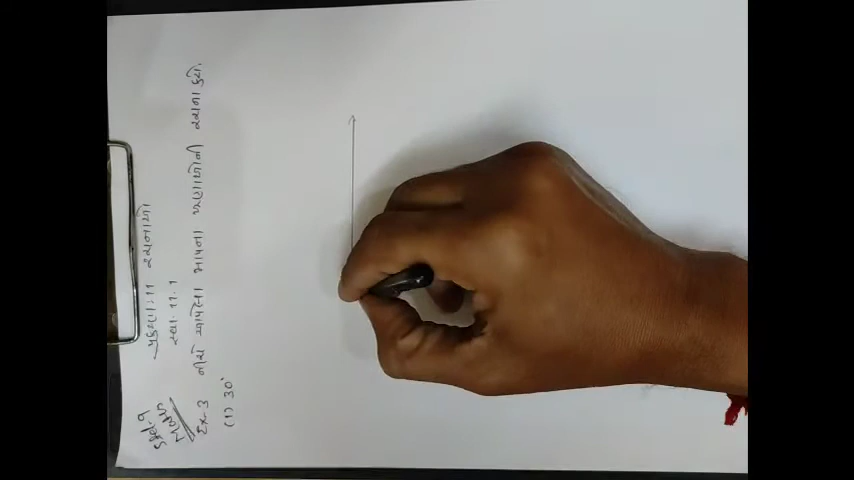 Std-9
Maths
પ્રકરણ : 11 રચનાઓ
સ્વા. 11.1
Ex-3 નીચે આપેલા માપના ખૂણાઓની રચના કરો.
(1) 30°